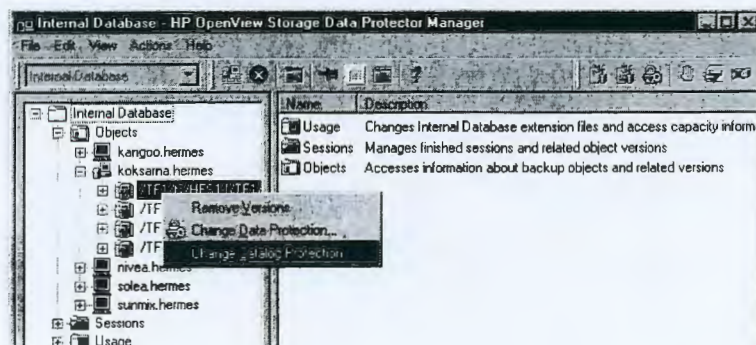 Internal Database - HP OpenView Storage Data Protector Manager
File Edit View Actions Help
Internal Database
Name Description
Internal Database
Objects
kangoo.hermes
koksarna.hermes
/TF
/TF
/TF
nivea.hermes
solea.hermes
sunmix.hermes
Sessions
Usage
Remove Versions
Change Data Protection...
Change Catalog Protection
Usage Changes Internal Database extension files and access capacity inform
Sessions Manages finished sessions and related object versions
Objects Accesses information about backup objects and related versions